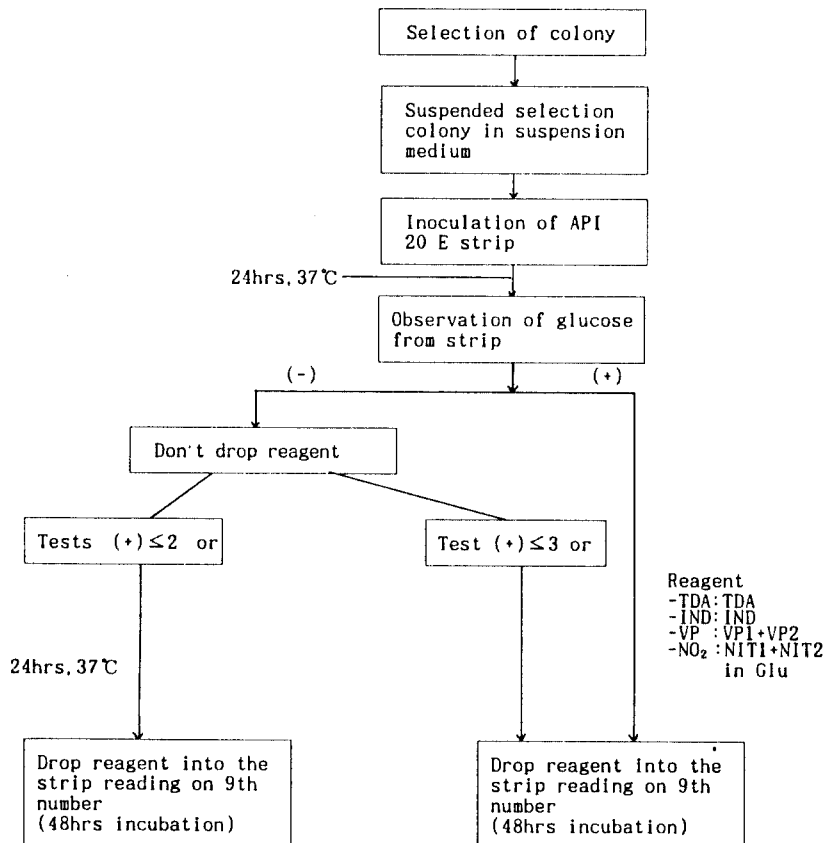 Selection of colony
Suspended selection
colony in suspension
medium
Inoculation of API
20 E strip
24hrs, 37℃
Observation of glucose
from strip
(-)
(+)
Don't drop reagent
Tests (+)≤2 or
Test (+)≤3 or
Reagent
-TDA:TDA
-IND:IND
-VP :VP1+VP2
-NO₂:NIT1+NIT2
in Glu
24hrs, 37℃
Drop reagent into the
strip reading on 9th
number
(48hrs incubation)
Drop reagent into the
strip reading on 9th
number
(48hrs incubation)